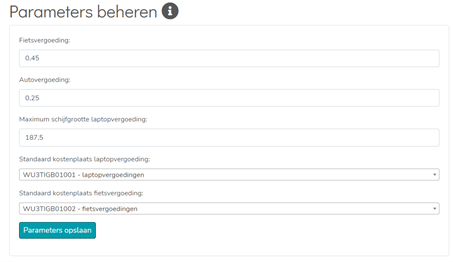 Parameters beheren
Fietsvergoeding:
0,45
Autovergoeding:
0,25
Maximum schijfgrootte laptopvergoeding:
187,5
Standaard kostenplaats laptopvergoeding:
WU3TIGB01001 - laptopvergoedingen
Standaard kostenplaats fietsvergoeding:
WU3TIGB01002 - fietsvergoedingen
Parameters opslaan